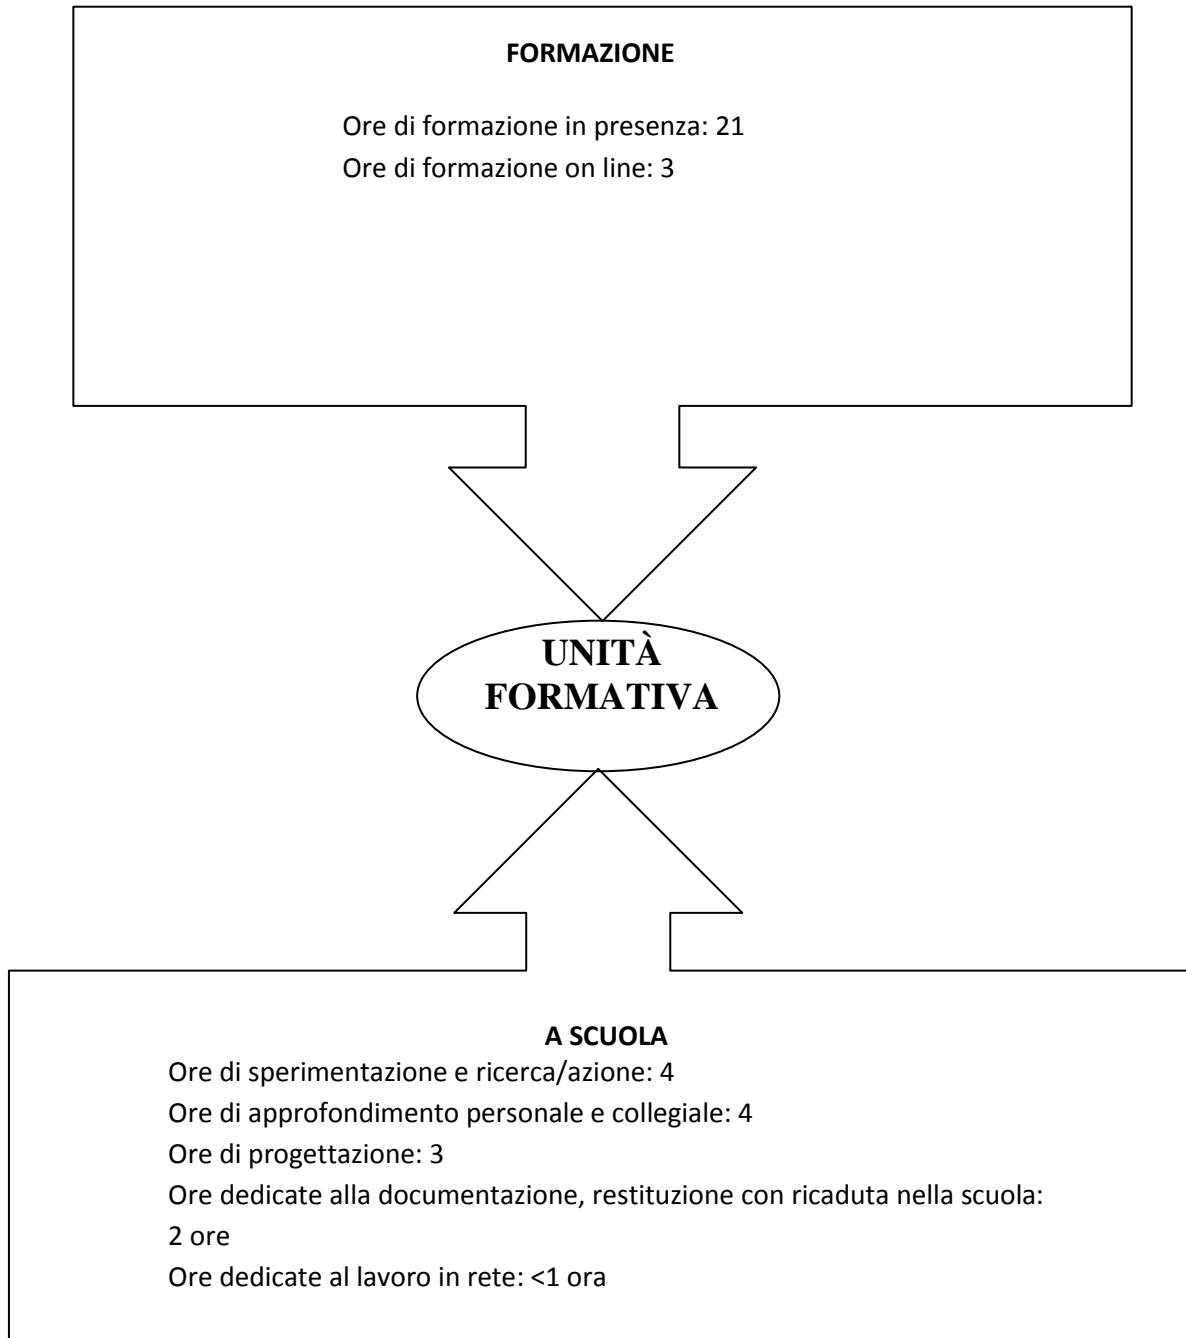 FORMAZIONE
Ore di formazione in presenza: 21
Ore di formazione on line: 3
UNITÀ
FORMATIVA
A SCUOLA
Ore di sperimentazione e ricerca/azione: 4
Ore di approfondimento personale e collegiale: 4
Ore di progettazione: 3
Ore dedicate alla documentazione, restituzione con ricaduta nella scuola:
2 ore
Ore dedicate al lavoro in rete: <1 ora